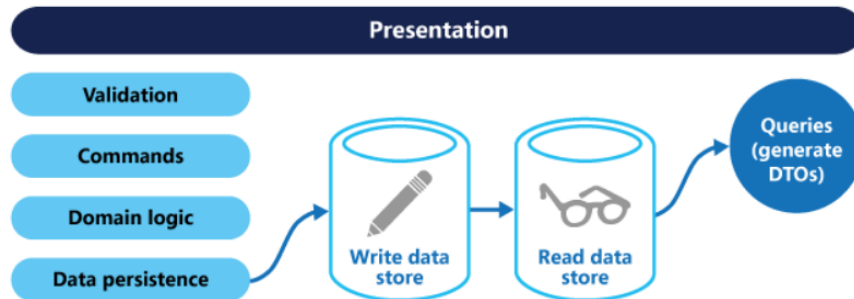 Presentation
Validation
Commands
Domain logic
Data persistence
Write data
store
Read data
store
Queries
(generate
DTOs)